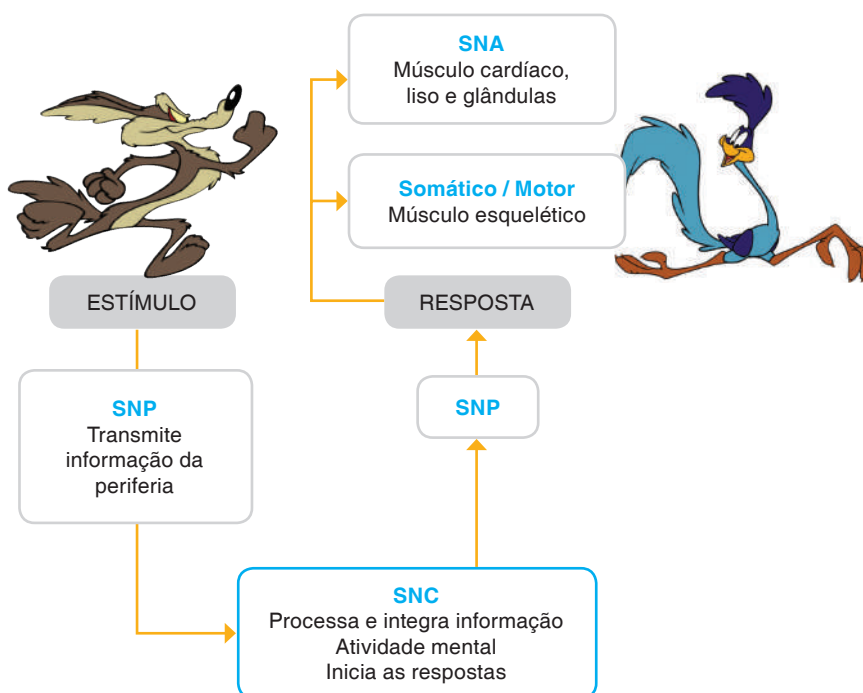 SNA
Músculo cardíaco,
liso e glândulas
Somático / Motor
Músculo esquelético
ESTÍMULO
RESPOSTA
SNP
Transmite
informação da
periferia
SNP
SNC
Processa e integra informação
Atividade mental
Inicia as respostas